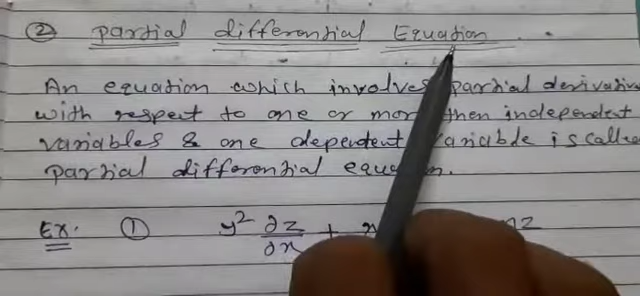 ② Partial differential Equation
An equation which involves partial derivative
with respect to one or more then independent
variables & one dependent variable is called
partial differential equation.
Ex. ① y² ∂z/∂x +